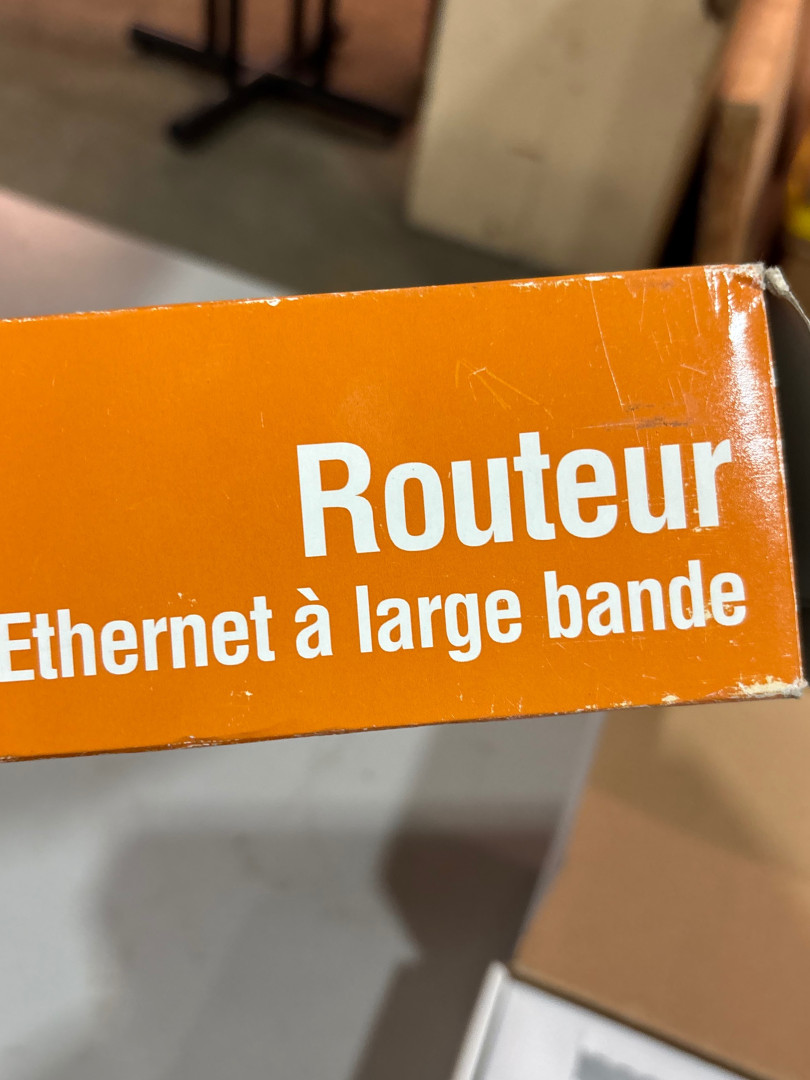 Routeur
Ethernet à large bande